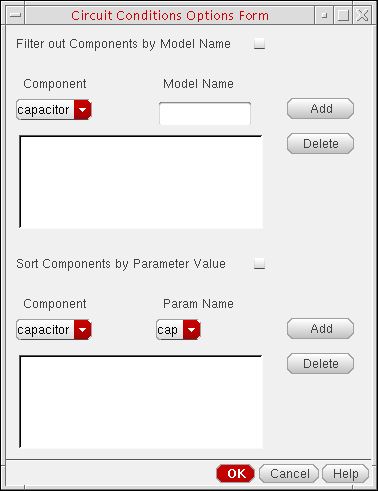 Circuit Conditions Options Form
Filter out Components by Model Name
Component Model Name
capacitor Add
Delete
Sort Components by Parameter Value
Component Param Name
capacitor cap Add
Delete
OK Cancel Help